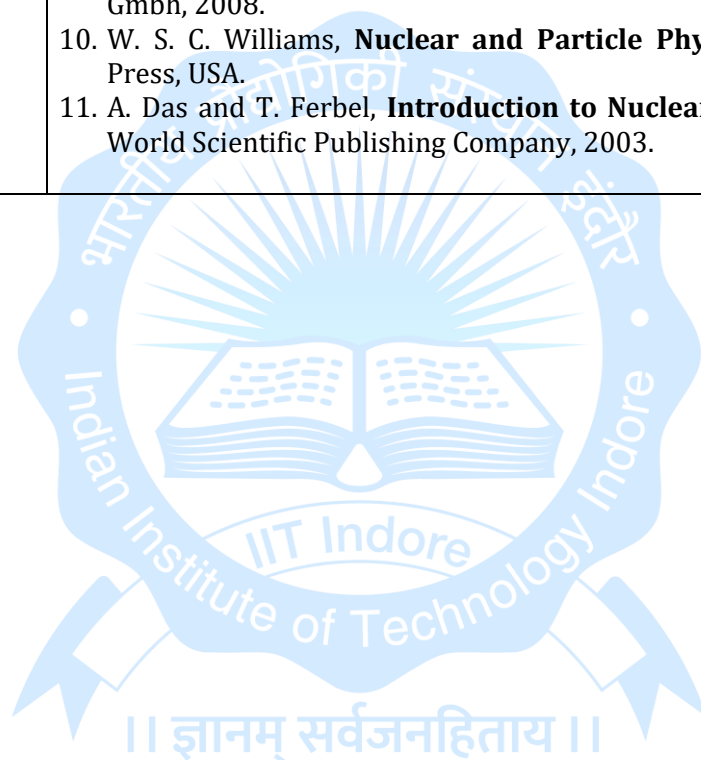 Gmbh, 2008.
10. W. S. C. Williams, Nuclear and Particle Phy
Press, USA.
11. A. Das and T. Ferbel, Introduction to Nuclea
World Scientific Publishing Company, 2003.
भारतीय प्रौद्योगिकी संस्थान इंदौर
IIT Indore
Indian Institute of Technology Indore
।। ज्ञानम् सर्वजनहिताय ।।